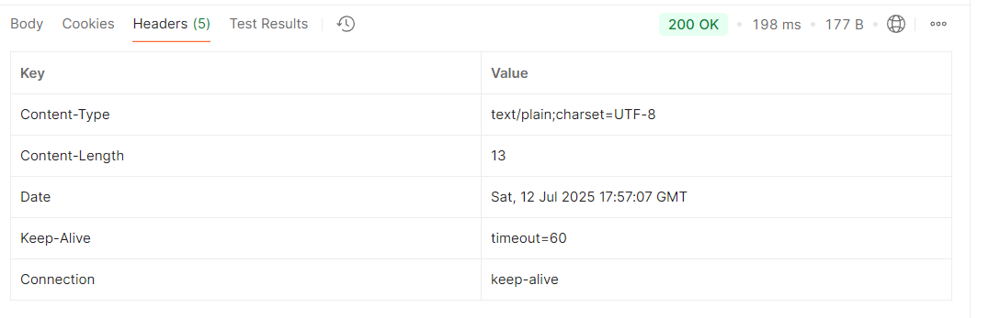 Body Cookies Headers (5) Test Results 200 OK 198 ms 177 B
Key Value
Content-Type text/plain;charset=UTF-8
Content-Length 13
Date Sat, 12 Jul 2025 17:57:07 GMT
Keep-Alive timeout=60
Connection keep-alive